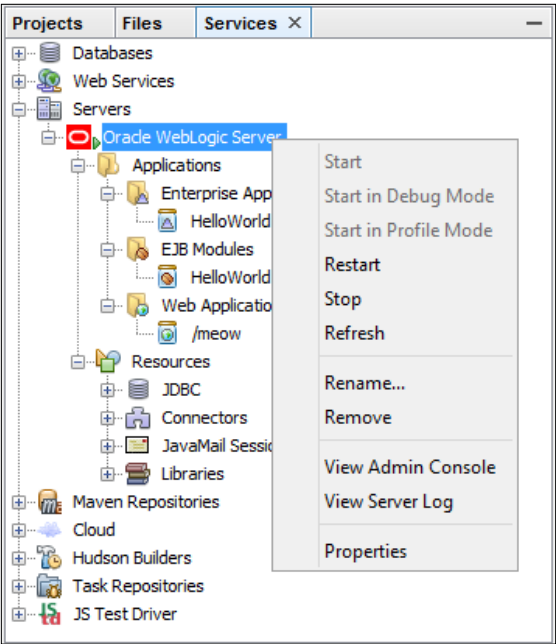 Projects Files Services ×
Databases
Web Services
Servers
Oracle WebLogic Server
Applications
Enterprise App
HelloWorld
EJB Modules
HelloWorld
Web Applicatio
/meow
Resources
JDBC
Connectors
JavaMail Sessio
Libraries
Maven Repositories
Cloud
Hudson Builders
Task Repositories
JS Test Driver
Start
Start in Debug Mode
Start in Profile Mode
Restart
Stop
Refresh
Rename...
Remove
View Admin Console
View Server Log
Properties